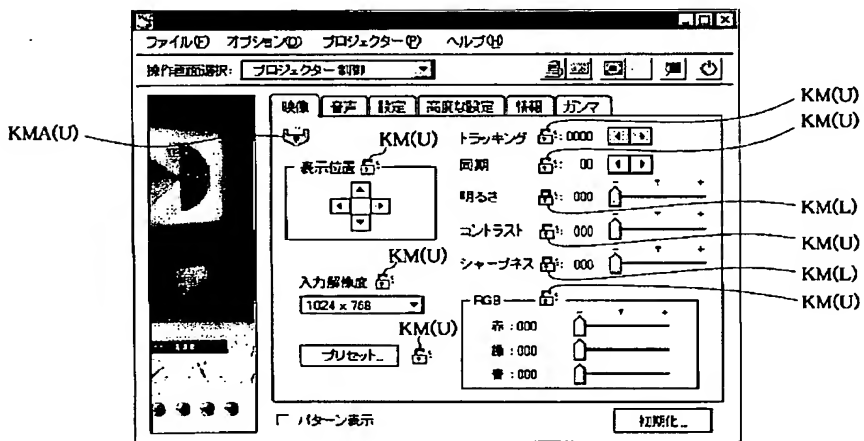 ファイル(F) オプション(O) プロジェクター(P) ヘルプ(H)
操作画面選択: プロジェクター制御
映像 音声 設定 高度な設定 情報 ガンマ
KMA(U)
表示位置
KM(U)
入力解像度
KM(U)
1024 x 768
プリセット...
KM(U)
トラッキング : 0000
KM(U)
同期 : 00
KM(U)
明るさ : 000
KM(L)
コントラスト : 000
KM(U)
シャープネス : 000
KM(L)
RGB
KM(U)
赤 : 000
緑 : 000
青 : 000
パターン表示
初期化...